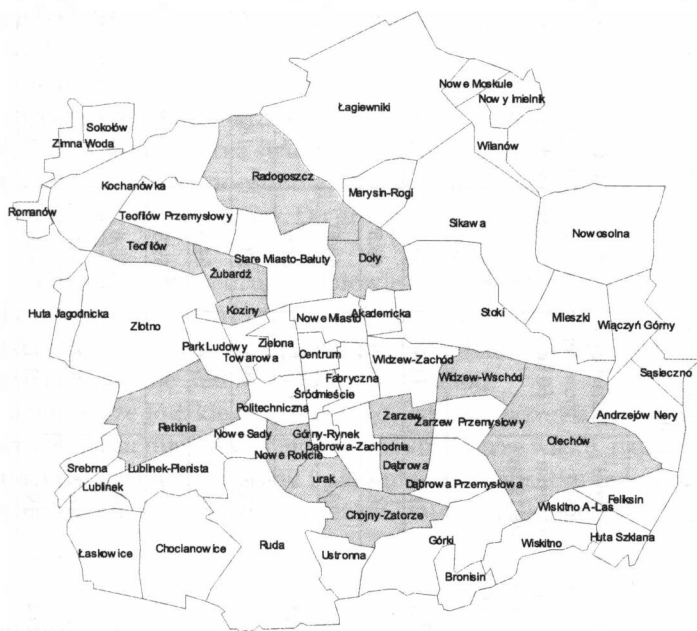 Łagiewniki
Nowe Moskule
Nowy Imielnik
Sokołów
Zimna Woda
Wilanów
Radogoszcz
Kochanówka
Marysin-Rogi
Romanów
Teofilów Przemysłowy
Sikawa
Nowosolna
Teofilów
Stare Miasto-Bałuty
Doły
Żubardź
Koziny
Huta Jagodnicka
Złotno
Nowe Miasto
Akademicka
Stoki
Mileszki
Wiączyń Górny
Park Ludowy
Zielona
Towarowa
Centrum
Widzew-Zachód
Sąsieczno
Fabryczna
Widzew-Wschód
Śródmieście
Politechniczna
Andrzejów Nery
Retkinia
Nowe Sady
Górny-Rynek
Zarzew
Zarzew Przemysłowy
Olechów
Dąbrowa-Zachodnia
Nowe Rokicie
Srebrna
Lublinek-Pienista
Dąbrowa
Lublinek
urak
Dąbrowa Przemysłowa
Feliksin
Wiskitno A-Las
Chojny-Zatorze
Łaskowice
Chocianowice
Ruda
Ustronna
Górki
Wiskitno
Huta Szklana
Bronisin